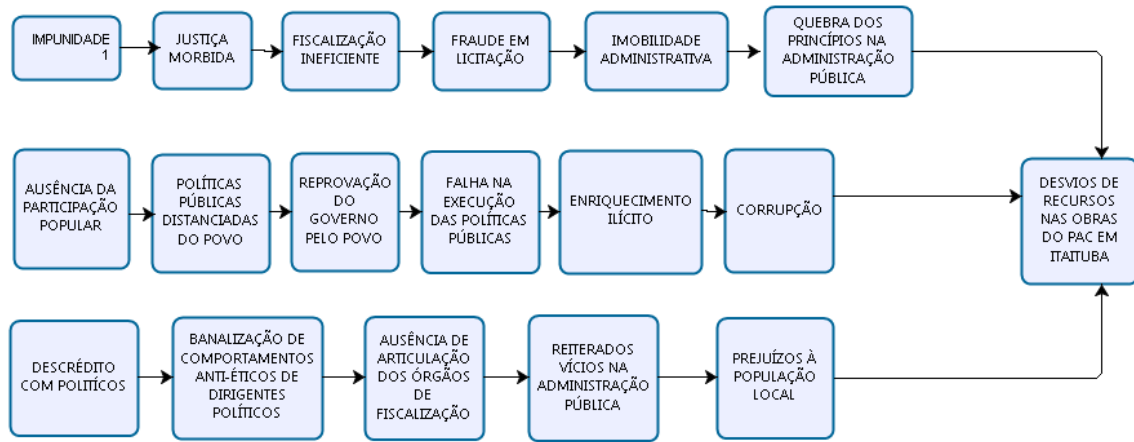 IMPUNIDADE
1
JUSTIÇA
MORBIDA
FISCALIZAÇÃO
INEFICIENTE
FRAUDE EM
LICITAÇÃO
IMOBILIDADE
ADMINISTRATIVA
QUEBRA DOS
PRINCÍPIOS NA
ADMINISTRAÇÃO
PÚBLICA
AUSÊNCIA DA
PARTICIPAÇÃO
POPULAR
POLÍTICAS
PÚBLICAS
DISTANCIADAS
DO POVO
REPROVAÇÃO
DO
GOVERNO
PELO POVO
FALHA NA
EXECUÇÃO
DAS POLÍTICAS
PÚBLICAS
ENRIQUECIMENTO
ILÍCITO
CORRUPÇÃO
DESVIOS DE
RECURSOS
NAS OBRAS
DO PAC EM
ITAITUBA
DESCRÉDITO
COM POLITÍCOS
BANALIZAÇÃO DE
COMPORTAMENTOS
ANTI-ÉTICOS DE
DIRIGENTES
POLÍTICOS
AUSÊNCIA DE
ARTICULAÇÃO
DOS ÓRGÃOS
DE
FISCALIZAÇÃO
REITERADOS
VÍCIOS NA
ADMINISTRAÇÃO
PÚBLICA
PREJUÍZOS À
POPULAÇÃO
LOCAL